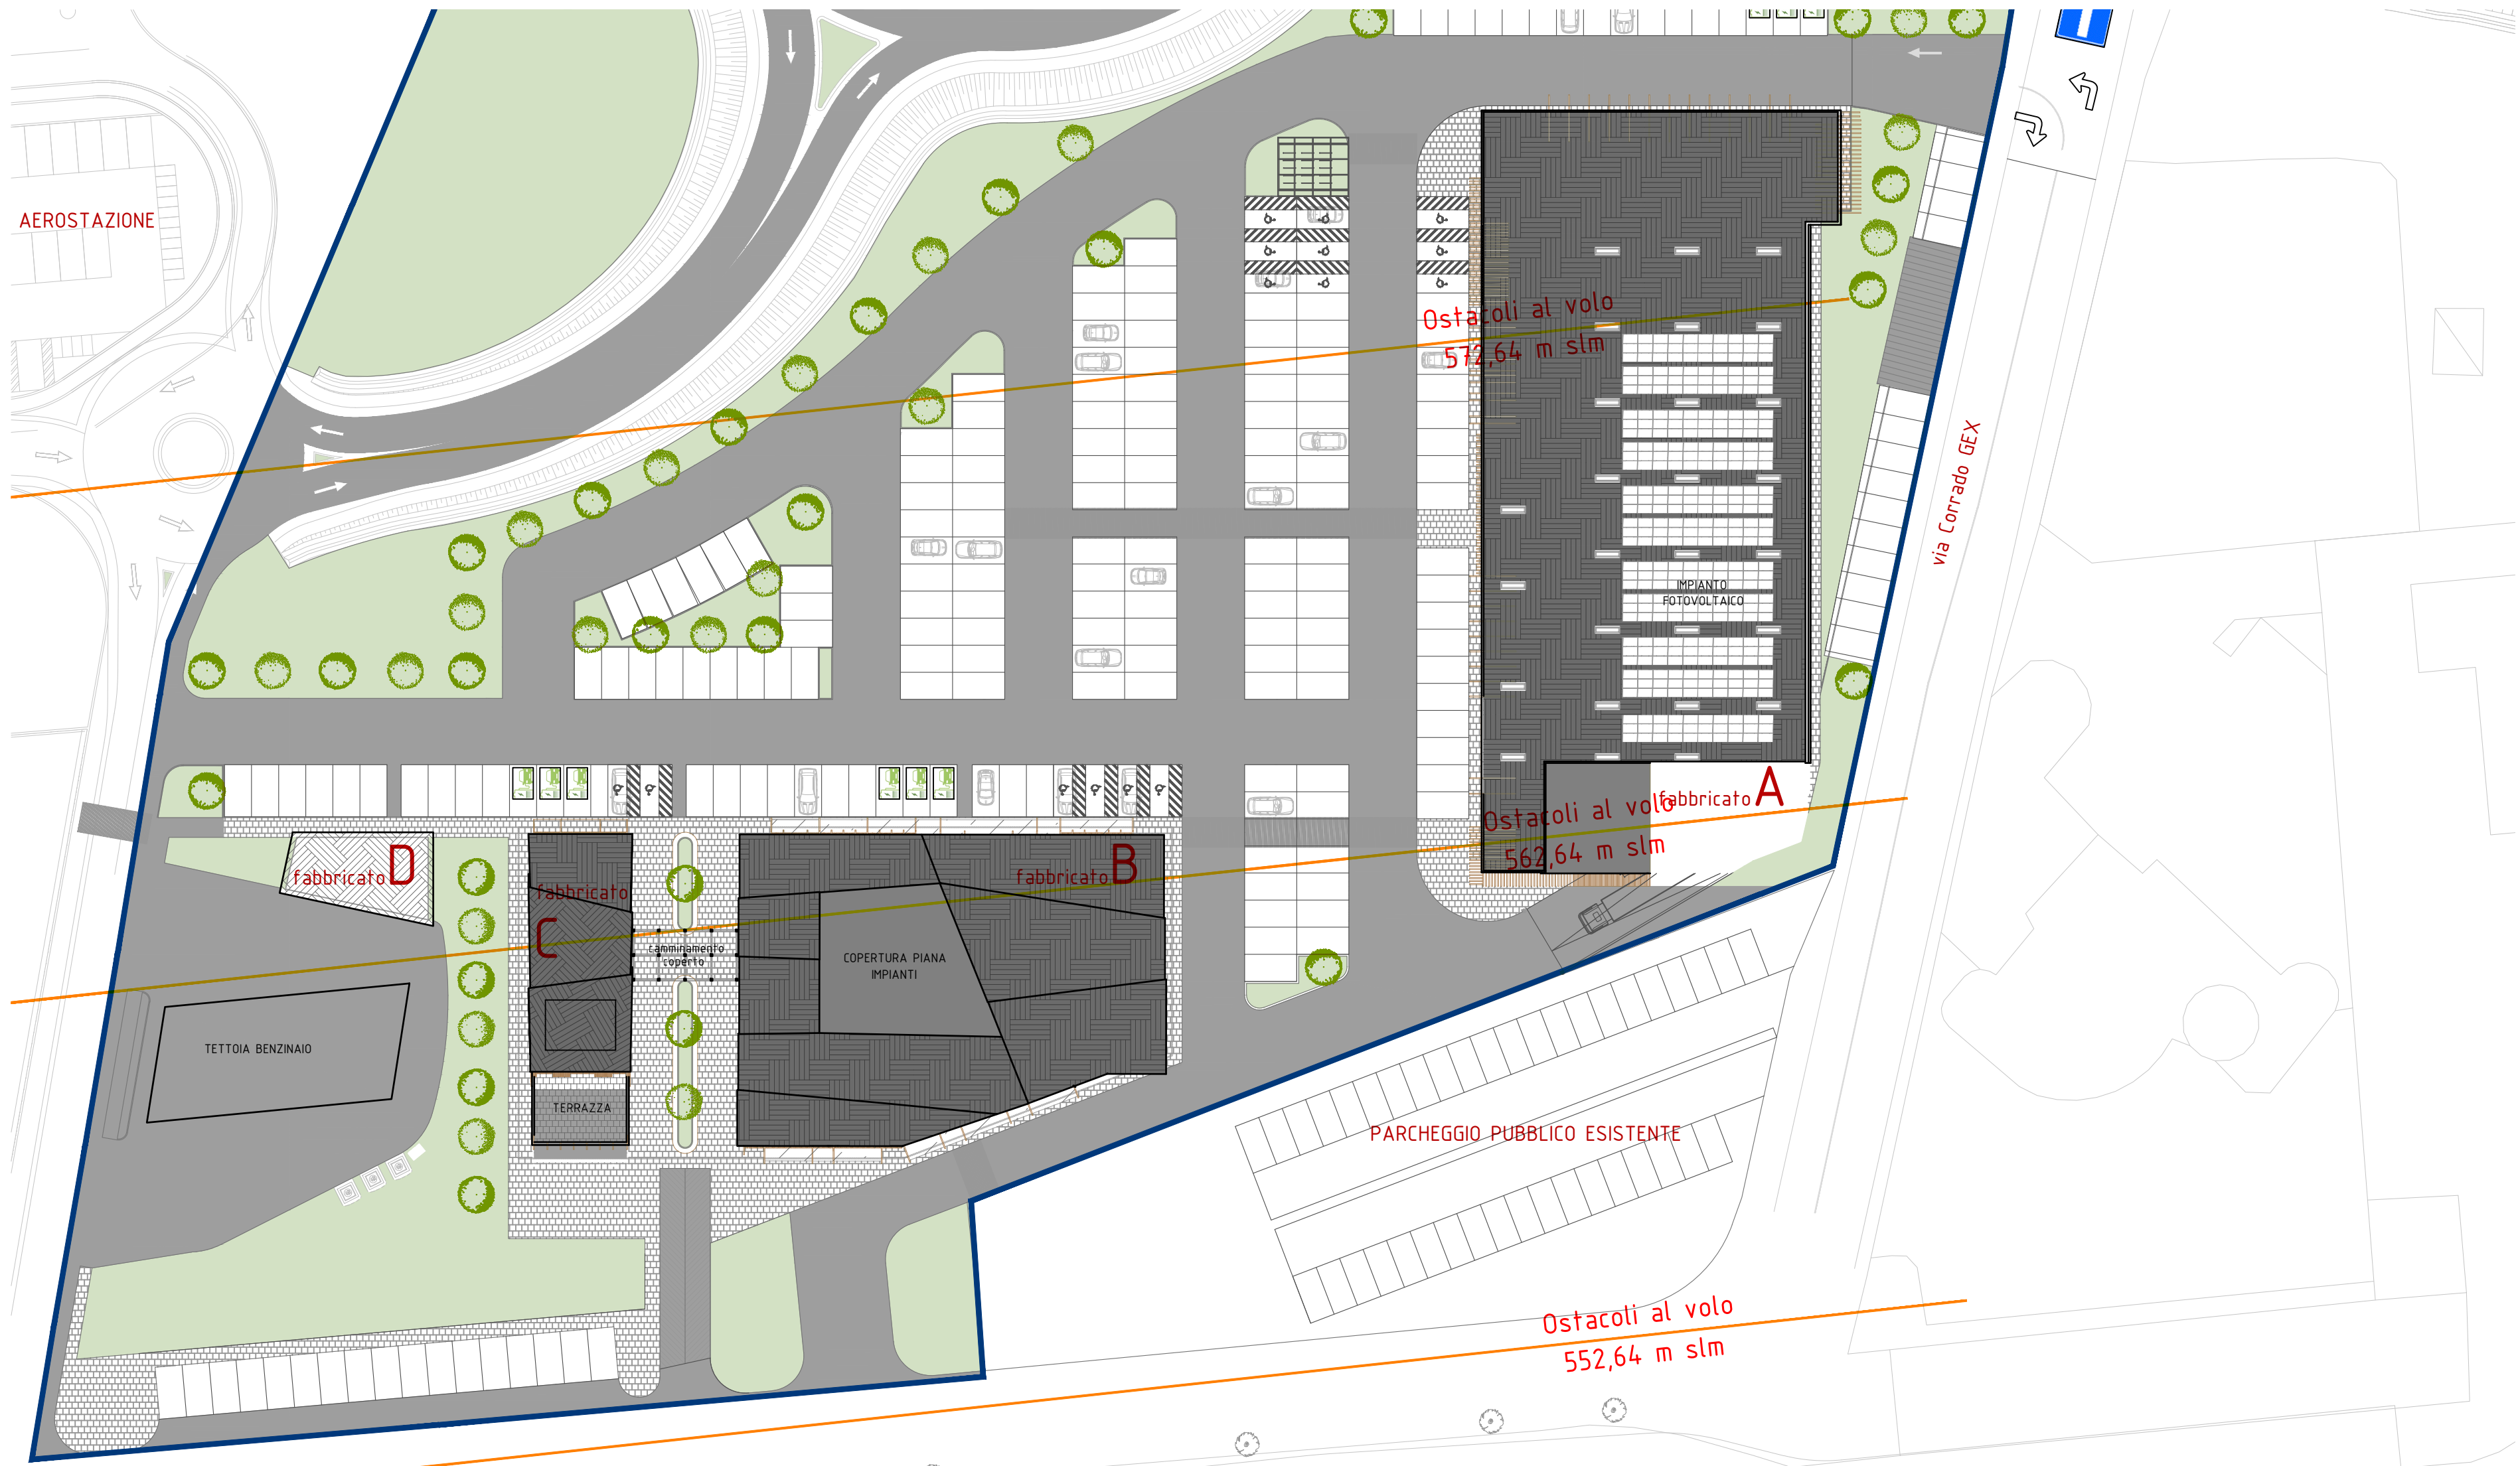 AEROSTAZIONE
Ostacoli al volo
572,64 m slm
via Corrado GEX
IMPIANTO
FOTOVOLTAICO
fabbricato A
Ostacoli al volo
562,64 m slm
fabbricato D
fabbricato
C
fabbricato B
camminamento
coperto
COPERTURA PIANA
IMPIANTI
TETTOIA BENZINAIO
TERRAZZA
PARCHEGGIO PUBBLICO ESISTENTE
Ostacoli al volo
552,64 m slm